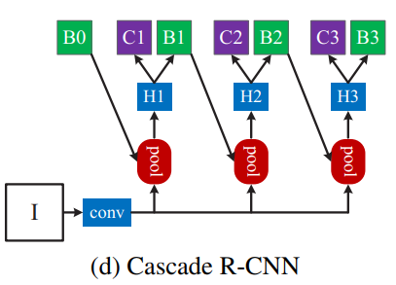 B0 C1 B1 C2 B2 C3 B3
H1 H2 H3
pool pool pool
I conv
(d) Cascade R-CNN